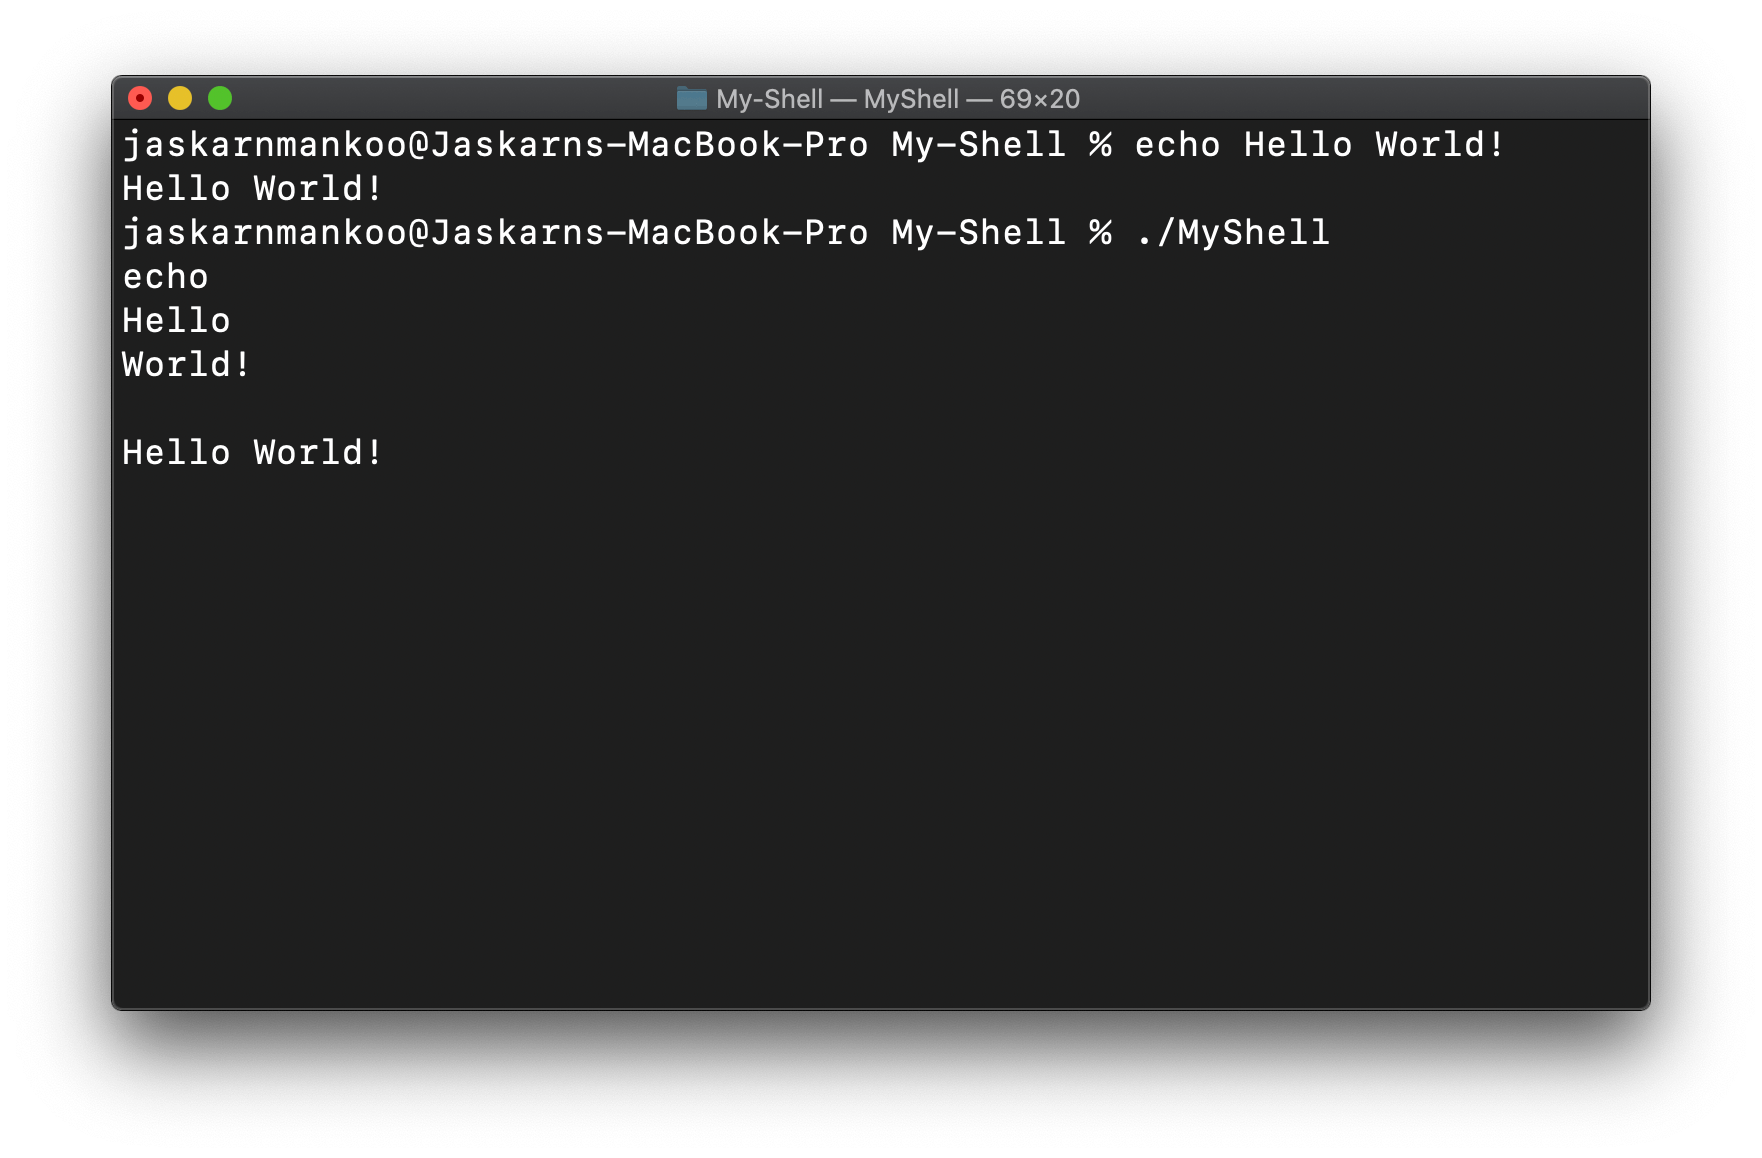 My-Shell — MyShell — 69×20
jaskarnmankoo@Jaskarns-MacBook-Pro My-Shell % echo Hello World!
Hello World!
jaskarnmankoo@Jaskarns-MacBook-Pro My-Shell % ./MyShell
echo
Hello
World!

Hello World!